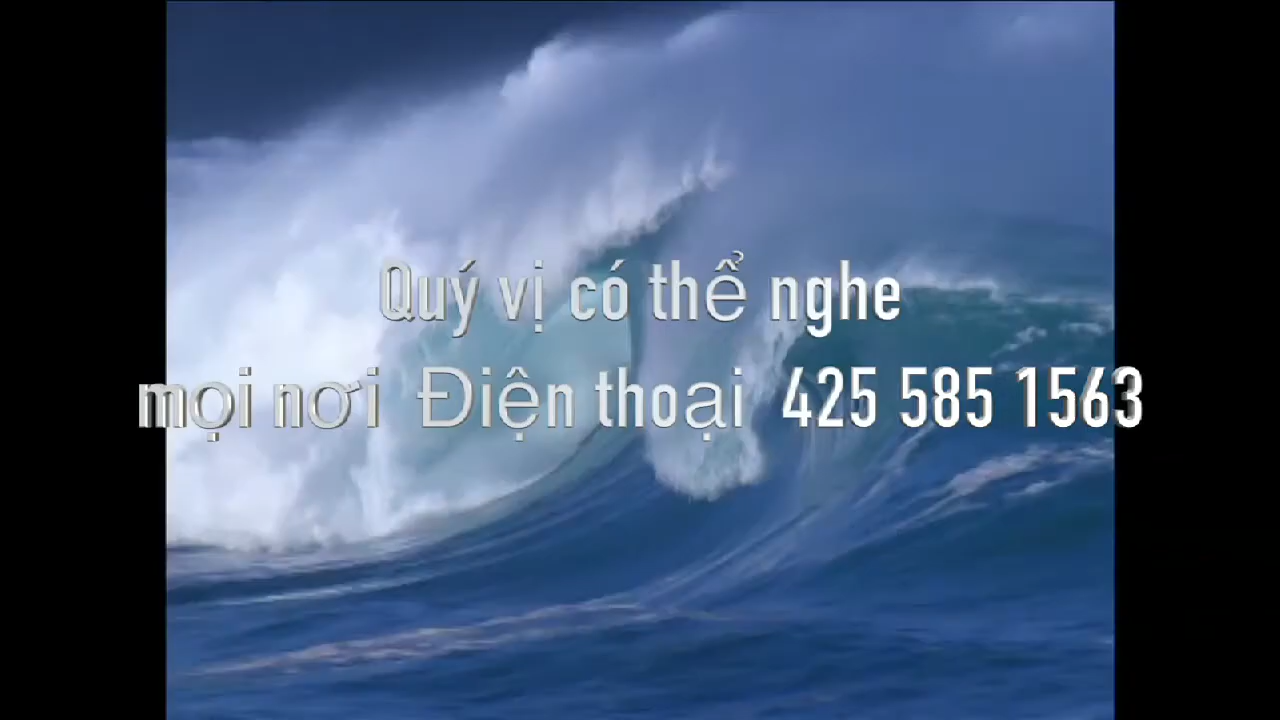 Quý vị có thể nghe
mọi nơi Điện thoại 425 585 1563